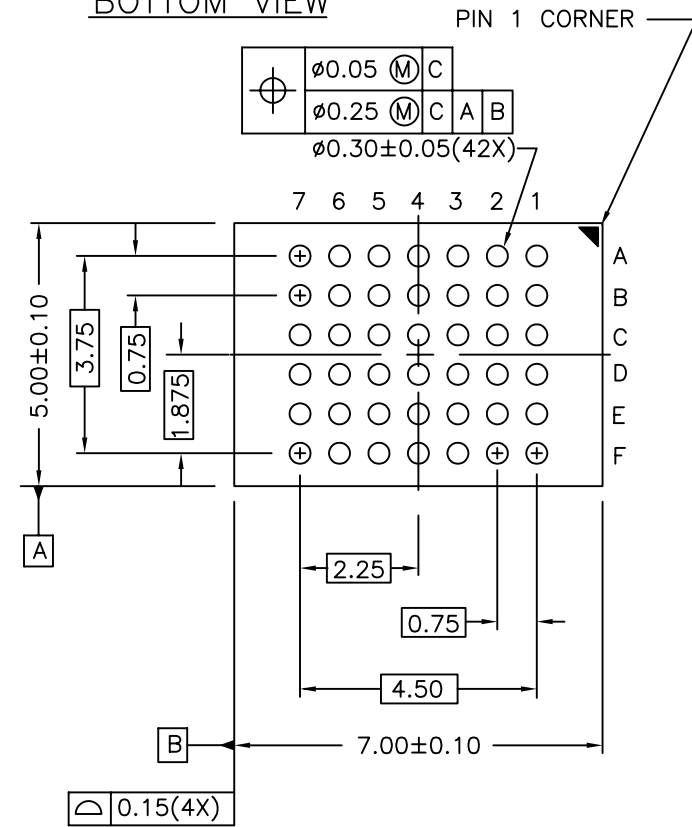 BOTTOM VIEW
PIN 1 CORNER
ø0.05 Ⓜ C
ø0.25 Ⓜ C A B
ø0.30±0.05(42X)
7 6 5 4 3 2 1
A
B
C
D
E
F
5.00±0.10
3.75
0.75
1.875
A
2.25
0.75
4.50
B
7.00±0.10
0.15(4X)